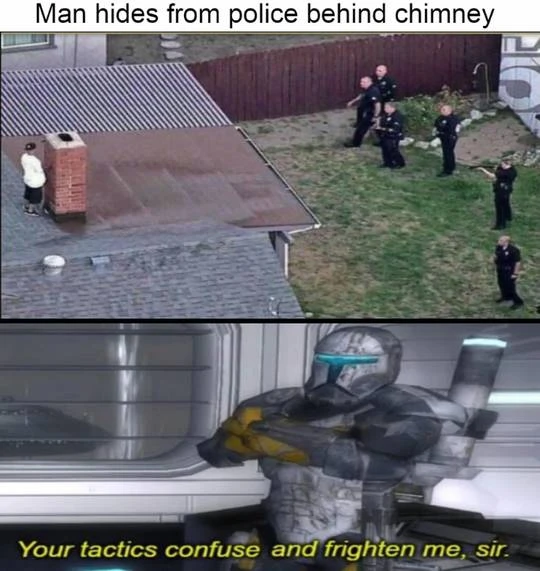 Man hides from police behind chimney
Your tactics confuse and frighten me, sir.